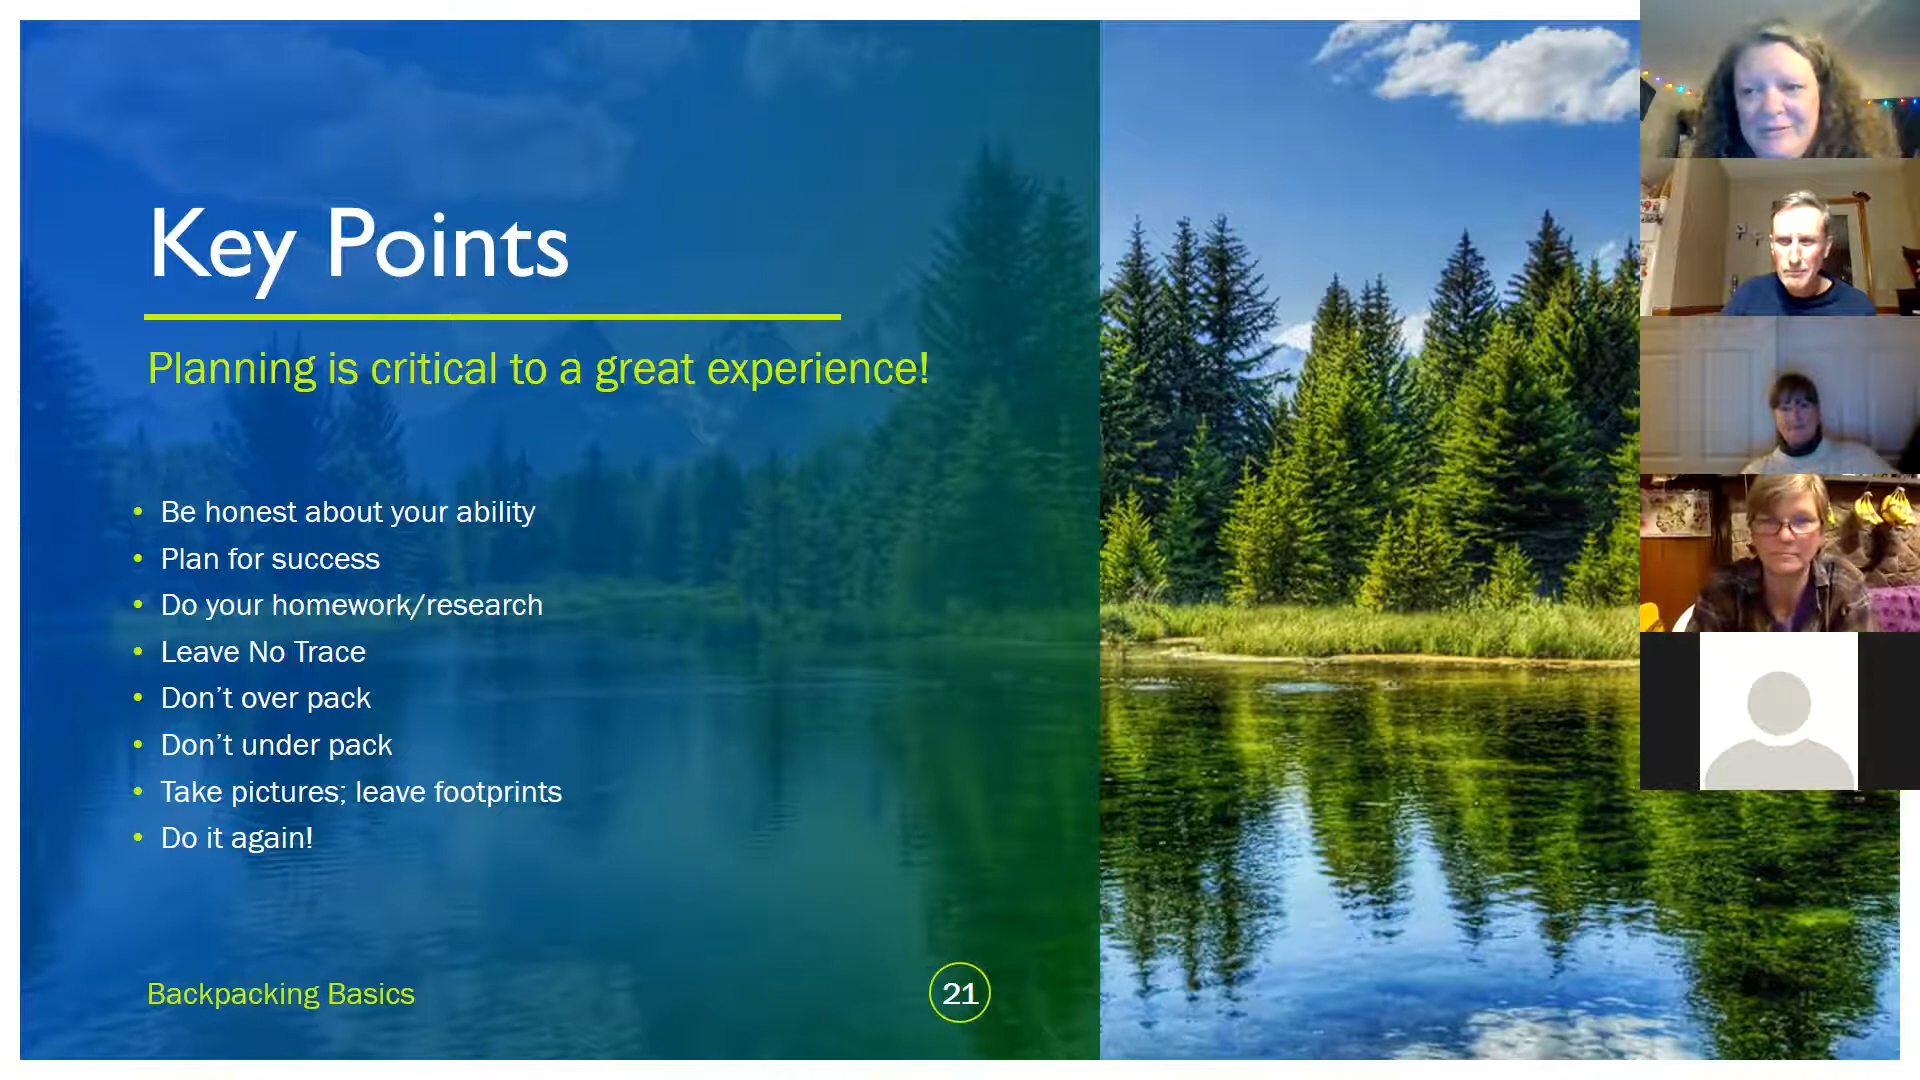 Key Points
Planning is critical to a great experience!
• Be honest about your ability
• Plan for success
• Do your homework/research
• Leave No Trace
• Don’t over pack
• Don’t under pack
• Take pictures; leave footprints
• Do it again!
Backpacking Basics
21